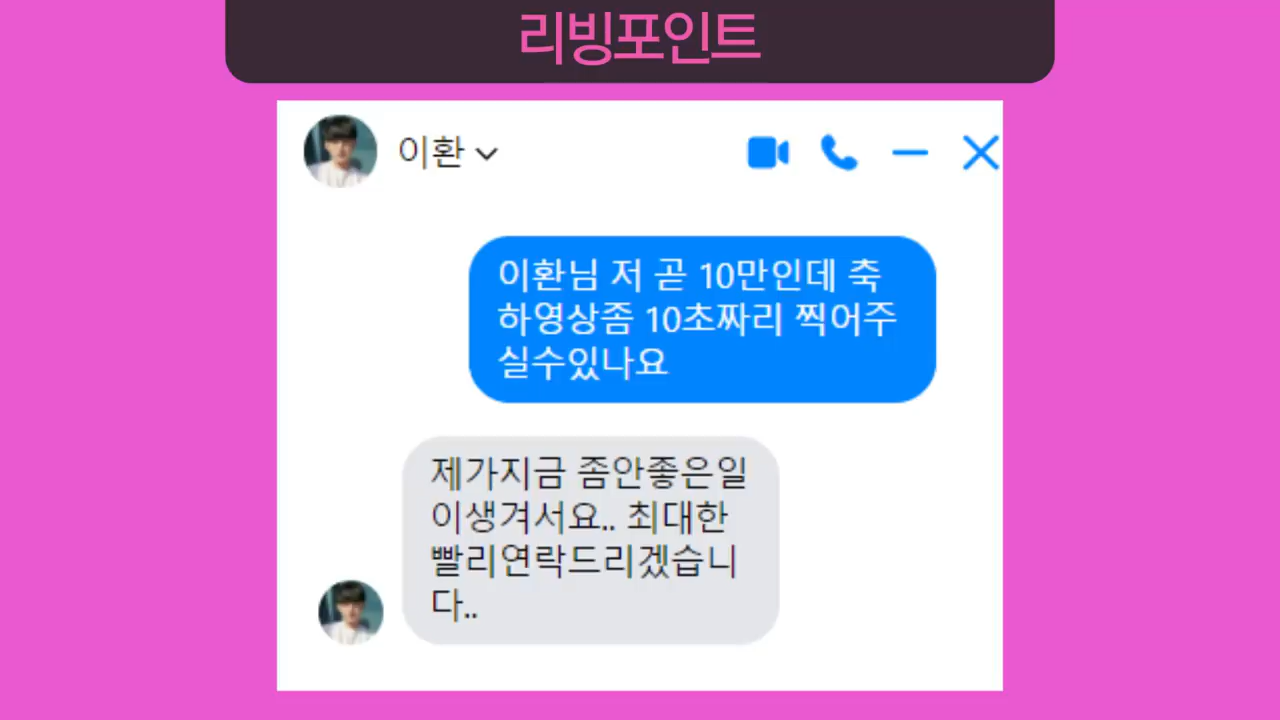 리빙포인트
이환
이환님 저 곧 10만인데 축
하영상좀 10초짜리 찍어주
실수있나요
제가지금 좀안좋은일
이생겨서요.. 최대한
빨리연락드리겠습니
다..